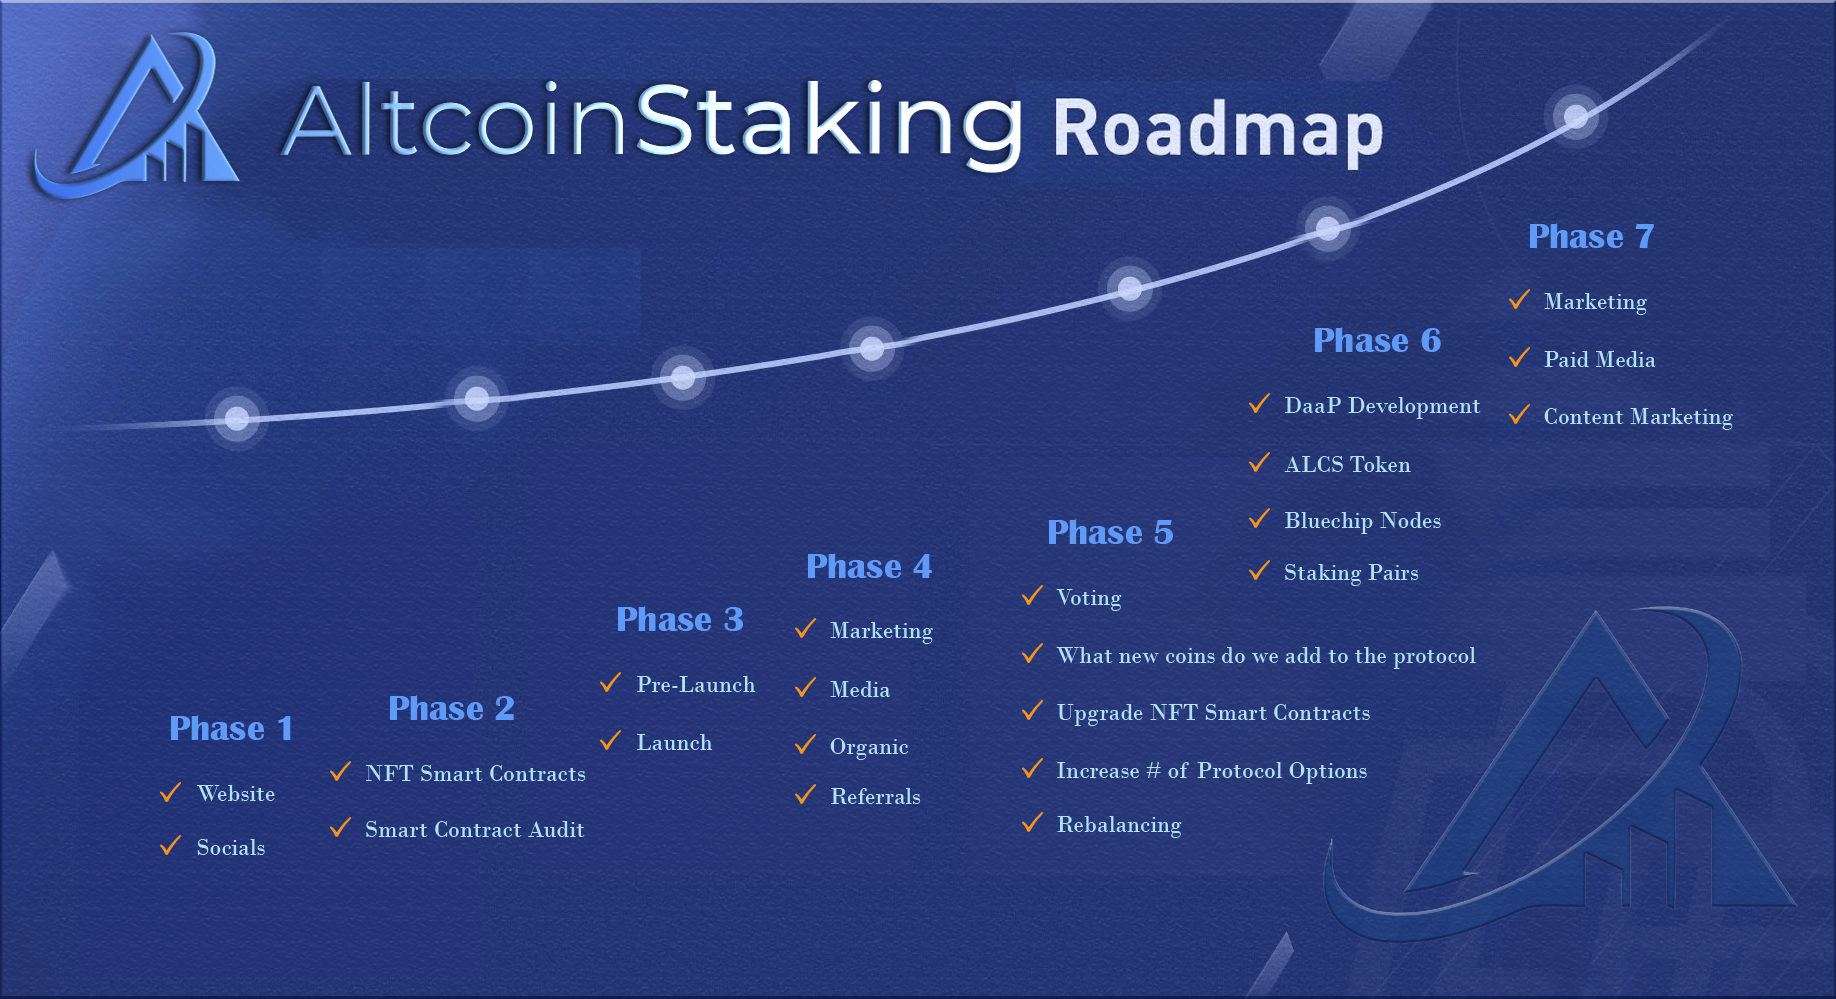 AltcoinStaking Roadmap
Phase 1
Website
Socials
Phase 2
NFT Smart Contracts
Smart Contract Audit
Phase 3
Pre-Launch
Launch
Phase 4
Marketing
Media
Organic
Referrals
Phase 5
Voting
What new coins do we add to the protocol
Upgrade NFT Smart Contracts
Increase # of Protocol Options
Rebalancing
Phase 6
DaaP Development
ALCS Token
Bluechip Nodes
Staking Pairs
Phase 7
Marketing
Paid Media
Content Marketing